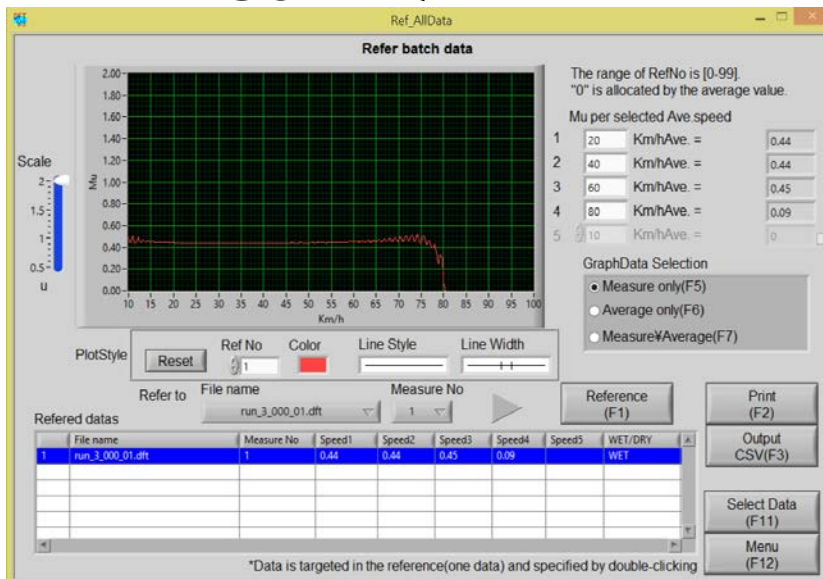 Ref_AllData
Refer batch data
The range of RefNo is [0-99].
"0" is allocated by the average value.
Mu per selected Ave.speed
1 20 Km/hAve. = 0.44
2 40 Km/hAve. = 0.44
3 60 Km/hAve. = 0.45
4 80 Km/hAve. = 0.09
5 10 Km/hAve. = 0
Scale
2-
1.5-
1-
0.5-
u
Mu
2.00-
1.80-
1.60-
1.40-
1.20-
1.00-
0.80-
0.60-
0.40-
0.20-
0.00-
10 15 20 25 30 35 40 45 50 55 60 65 70 75 80 85 90 95 100
Km/h
GraphData Selection
Measure only(F5)
Average only(F6)
Measure¥Average(F7)
PlotStyle
Reset
Ref No Color Line Style Line Width
1
Refer to File name Measure No
run_3_000_01.dft 1
Reference
(F1)
Print
(F2)
Refered datas
File name Measure No Speed1 Speed2 Speed3 Speed4 Speed5 WET/DRY
1 run_3_000_01.dft 1 0.44 0.44 0.45 0.09 WET
Output
CSV(F3)
Select Data
(F11)
Menu
(F12)
*Data is targeted in the reference(one data) and specified by double-clicking